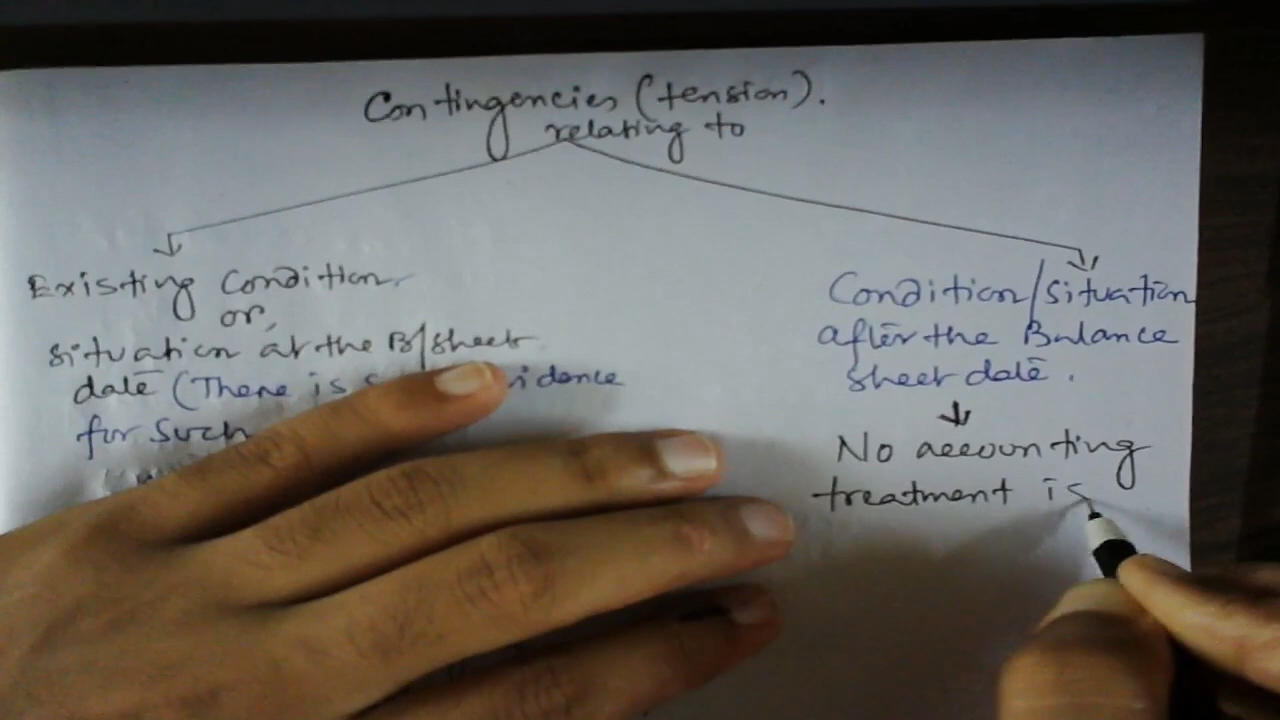 Contingencies (tension).
relating to
Existing Condition
or,
situation at the B/sheet
date (There is
for such
Condition/situation
after the Balance
sheet date.
No accounting
treatment is